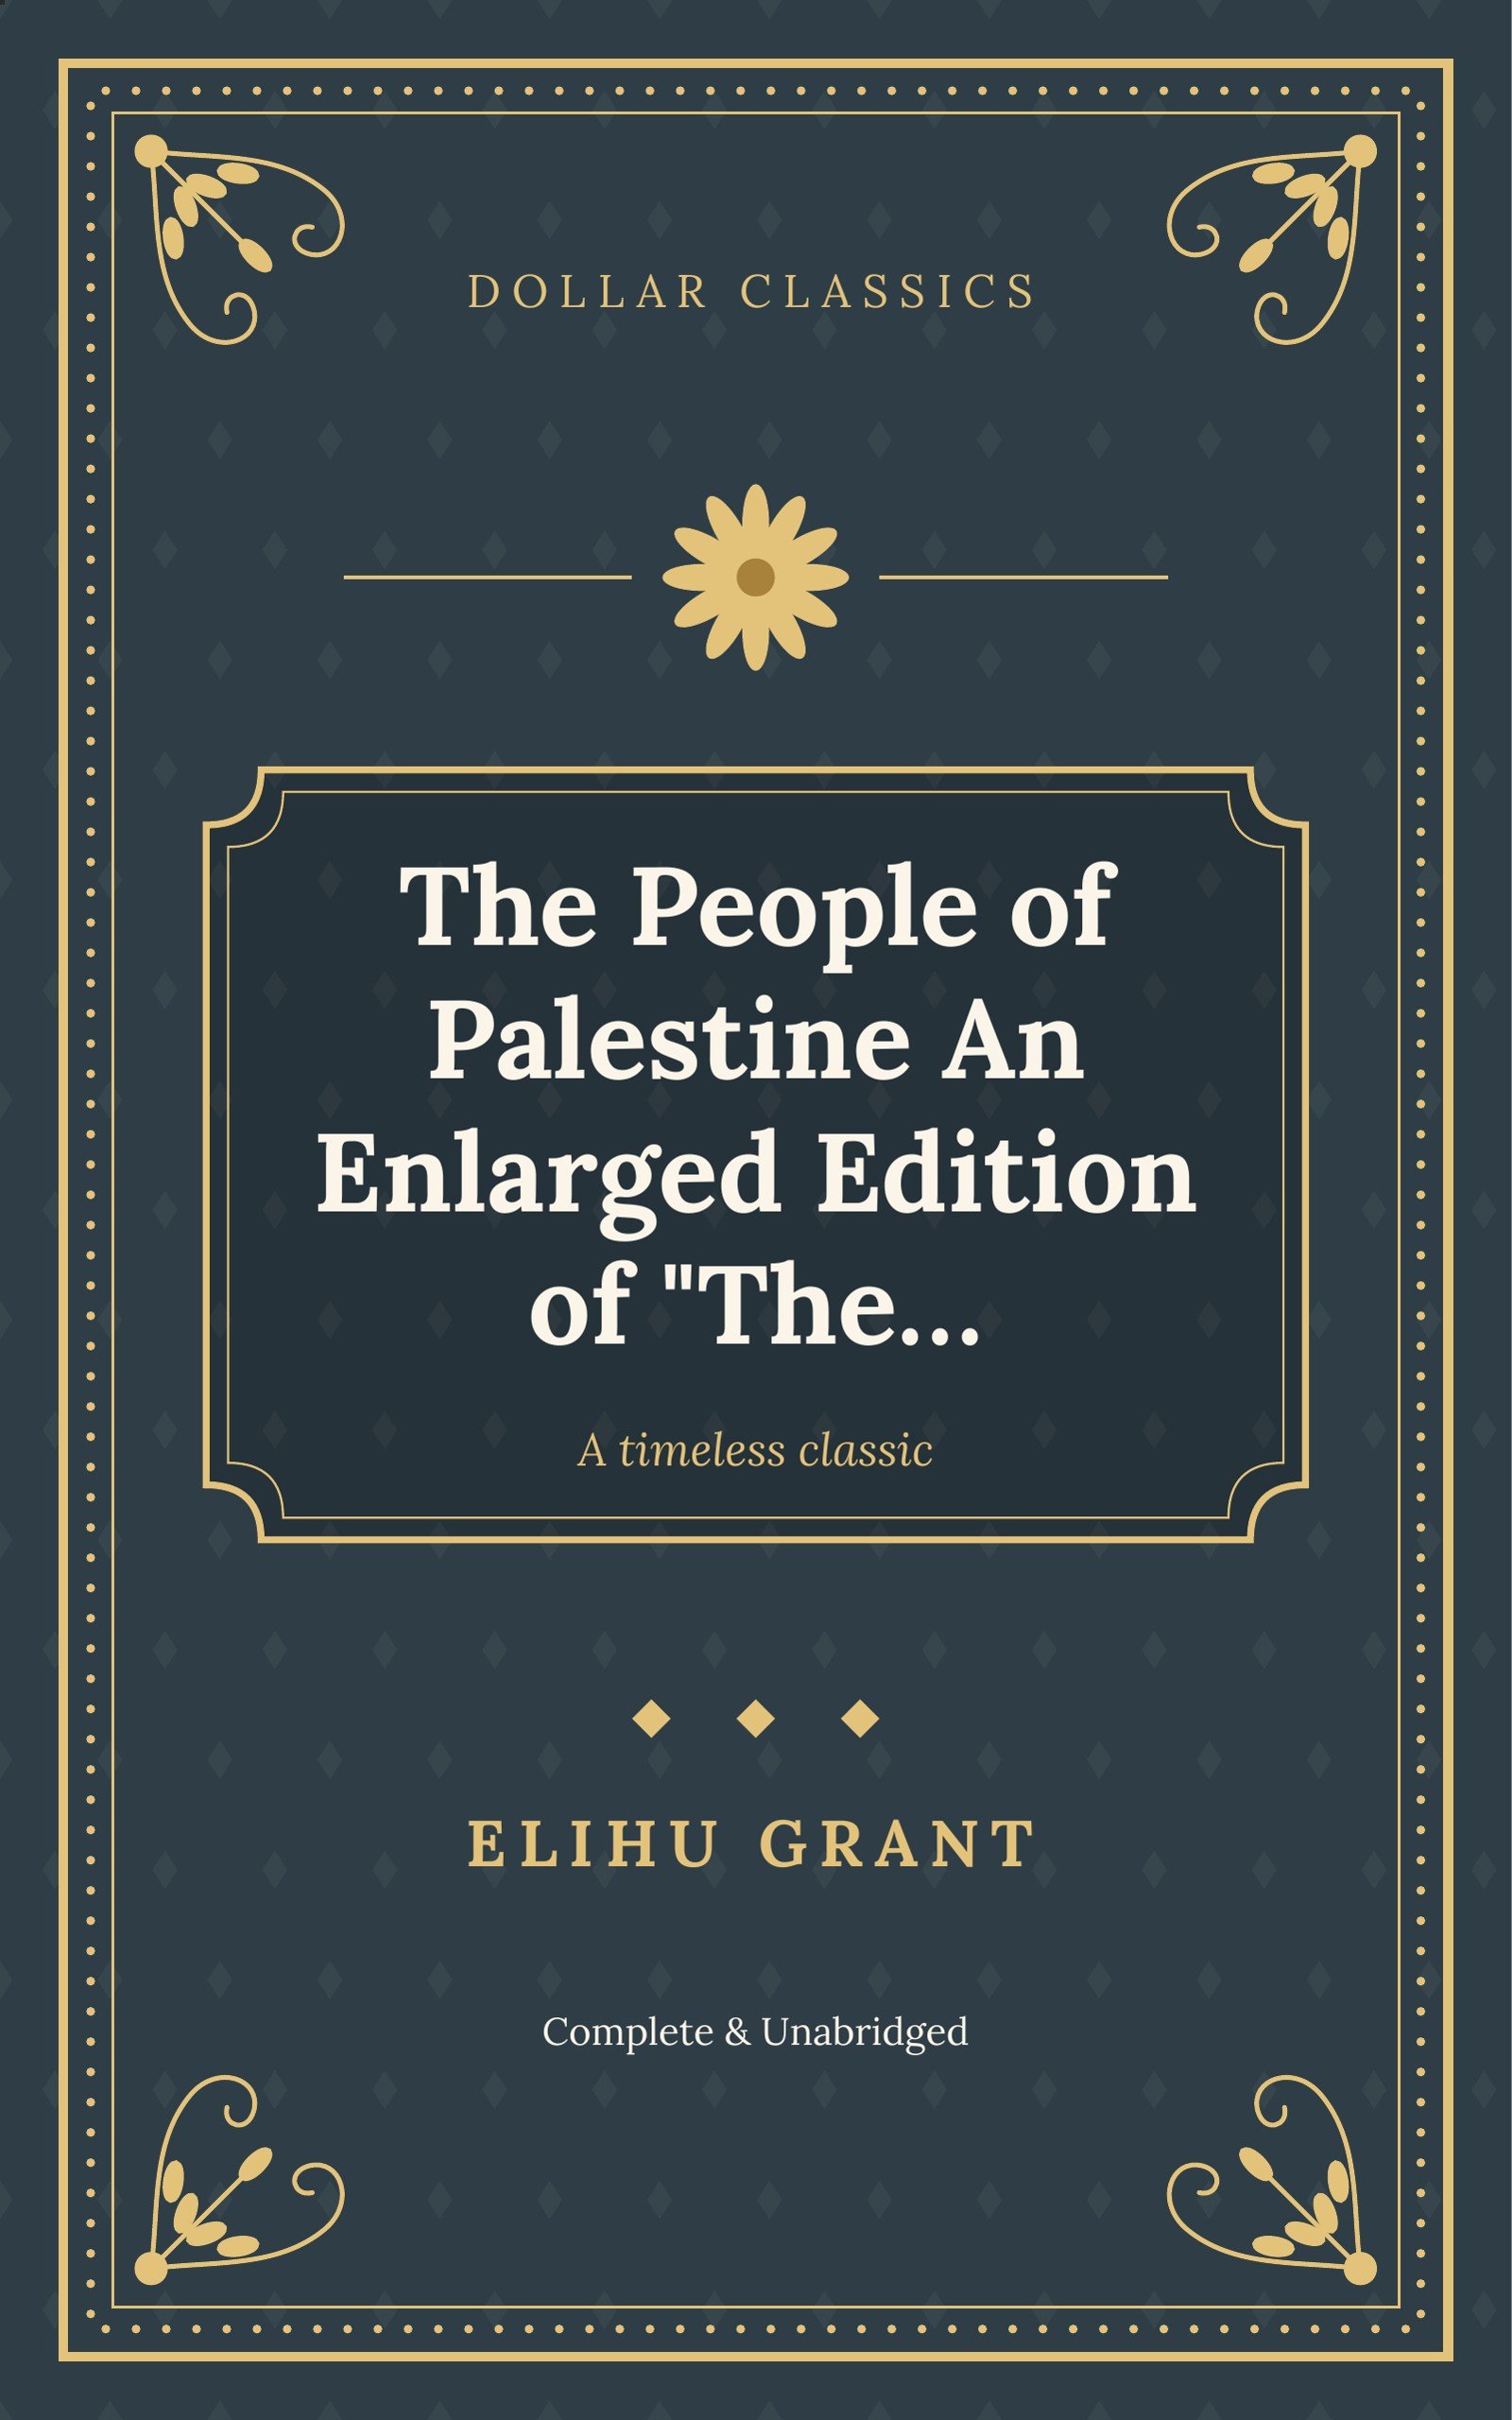 DOLLAR CLASSICS
The People of
Palestine An
Enlarged Edition
of "The...
A timeless classic
ELIHU GRANT
Complete & Unabridged